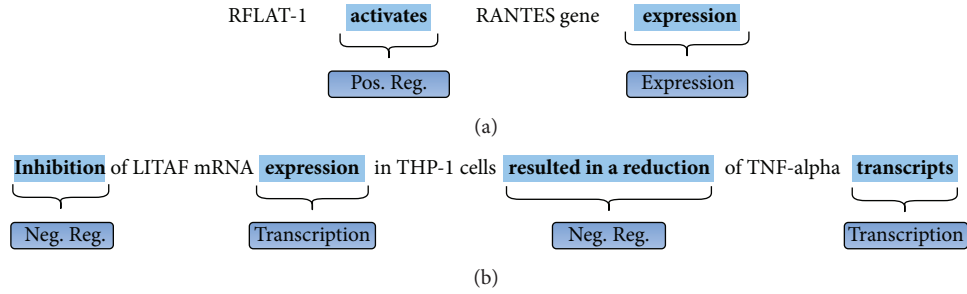 RFLAT-1 activates RANTES gene expression
Pos. Reg. Expression
(a)
Inhibition of LITAF mRNA expression in THP-1 cells resulted in a reduction of TNF-alpha transcripts
Neg. Reg. Transcription Neg. Reg. Transcription
(b)